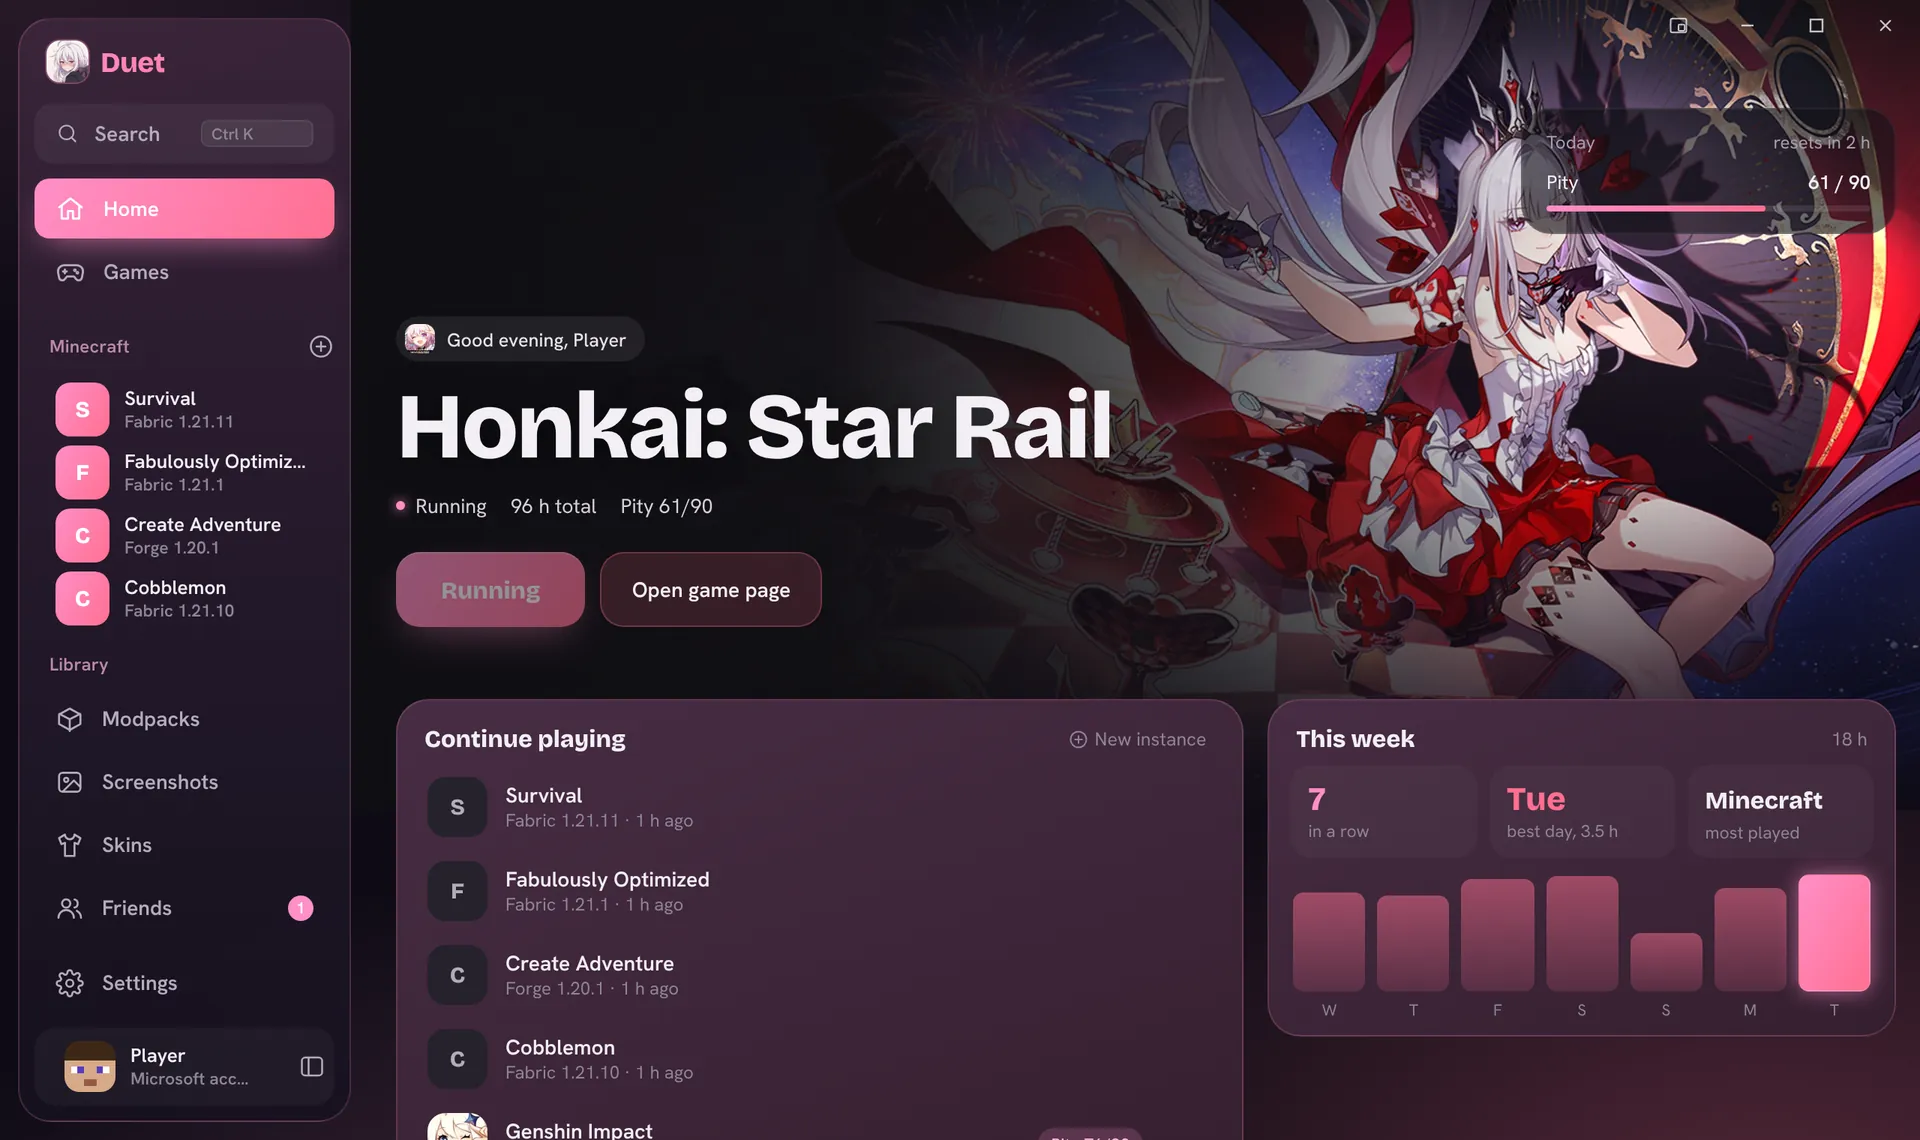 Duet
Search
Ctrl K
Home
Games
Minecraft
S
Survival
Fabric 1.21.11
F
Fabulously Optimiz...
Fabric 1.21.1
C
Create Adventure
Forge 1.20.1
C
Cobblemon
Fabric 1.21.10
Library
Modpacks
Screenshots
Skins
Friends
1
Settings
Player
Microsoft acc...
Today
resets in 2 h
Pity
61 / 90
Good evening, Player
Honkai: Star Rail
Running
96 h total
Pity 61/90
Running
Open game page
Continue playing
New instance
S
Survival
Fabric 1.21.11 · 1 h ago
F
Fabulously Optimized
Fabric 1.21.1 · 1 h ago
C
Create Adventure
Forge 1.20.1 · 1 h ago
C
Cobblemon
Fabric 1.21.10 · 1 h ago
Genshin Impact
This week
18 h
7
in a row
Tue
best day, 3.5 h
Minecraft
most played
W
T
F
S
S
M
T